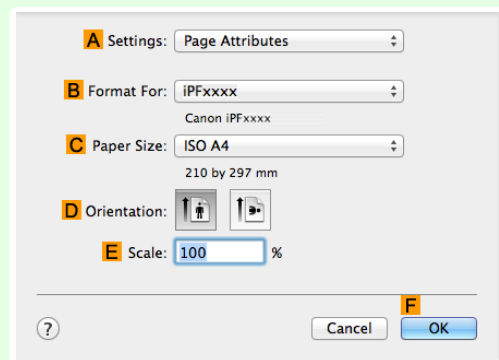 A Settings: Page Attributes
B Format For: iPFxxxx
Canon iPFxxxx
C Paper Size: ISO A4
210 by 297 mm
D Orientation:
E Scale: 100 %
F
? Cancel OK